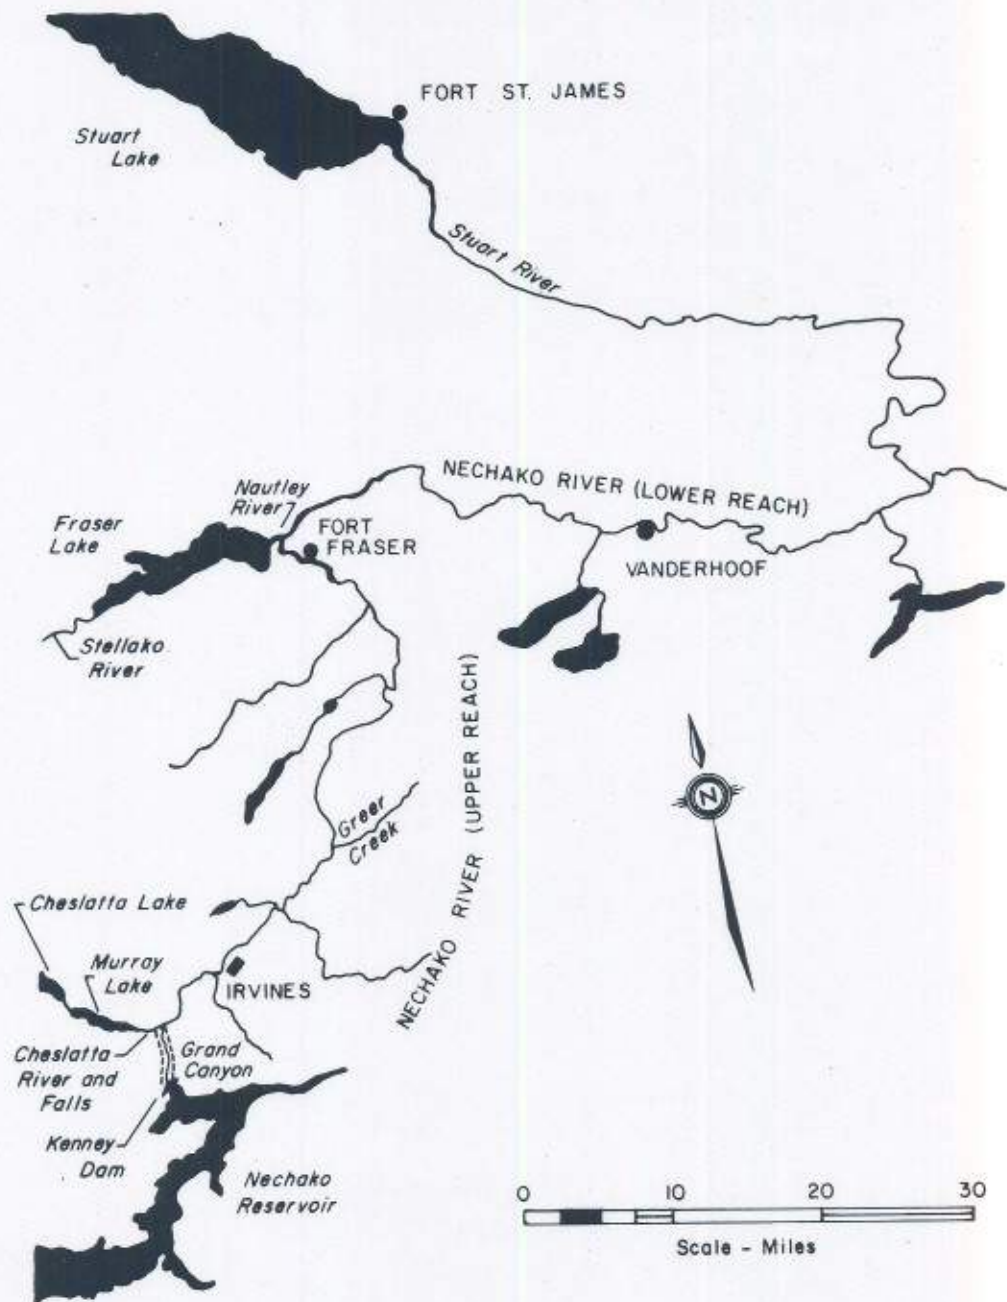 FORT ST. JAMES
Stuart
Lake
Stuart River
NECHAKO RIVER (LOWER REACH)
Nautley
River
Fraser
Lake
FORT
FRASER
VANDERHOOF
Stellako
River
NECHAKO RIVER (UPPER REACH)
N
Greer
Creek
Cheslatta Lake
Murray
Lake
IRVINES
Cheslatta
River and
Falls
Grand
Canyon
Kenney
Dam
Nechako
Reservoir
0 10 20 30
Scale - Miles